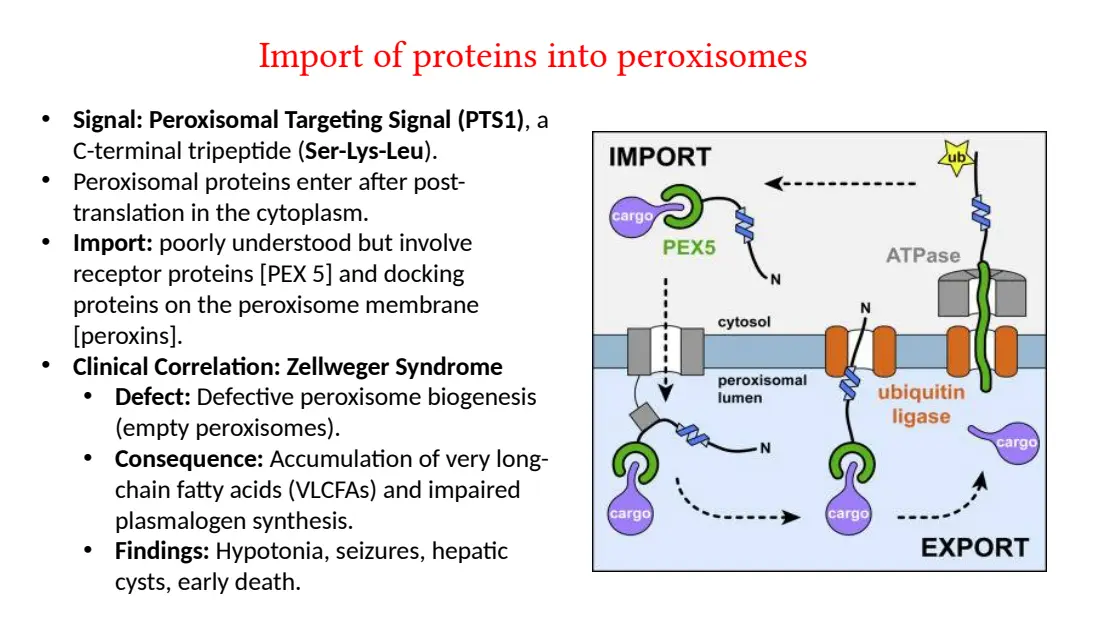 Import of proteins into peroxisomes
• Signal: Peroxisomal Targeting Signal (PTS1), a
C-terminal tripeptide (Ser-Lys-Leu).
• Peroxisomal proteins enter after post-
translation in the cytoplasm.
• Import: poorly understood but involve
receptor proteins [PEX 5] and docking
proteins on the peroxisome membrane
[peroxins].
• Clinical Correlation: Zellweger Syndrome
• Defect: Defective peroxisome biogenesis
(empty peroxisomes).
• Consequence: Accumulation of very long-
chain fatty acids (VLCFAs) and impaired
plasmalogen synthesis.
• Findings: Hypotonia, seizures, hepatic
cysts, early death.
IMPORT
ub
cargo
PEX5
N
ATPase
cytosol
N
peroxisomal
lumen
ubiquitin
ligase
N
cargo
cargo
cargo
EXPORT